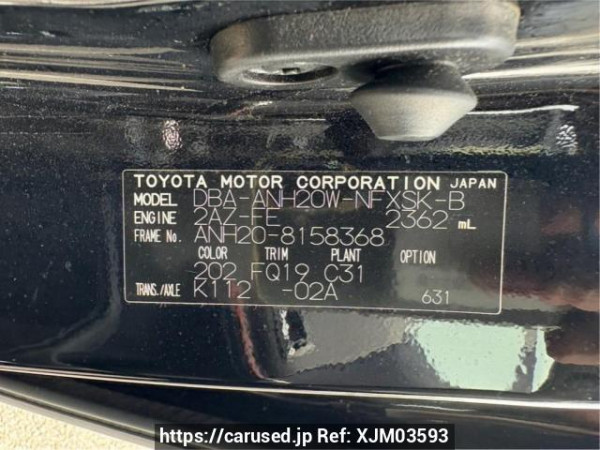 TOYOTA MOTOR CORPORATION JAPAN
MODEL DBA-ANH20W-NFXSK-B
ENGINE 2AZ-FE 2362 mL
FRAME No. ANH20-8158368
COLOR TRIM PLANT OPTION
202 FQ19 C31
TRANS./AXLE K112 -02A 631
https://carused.jp Ref: XJM03593